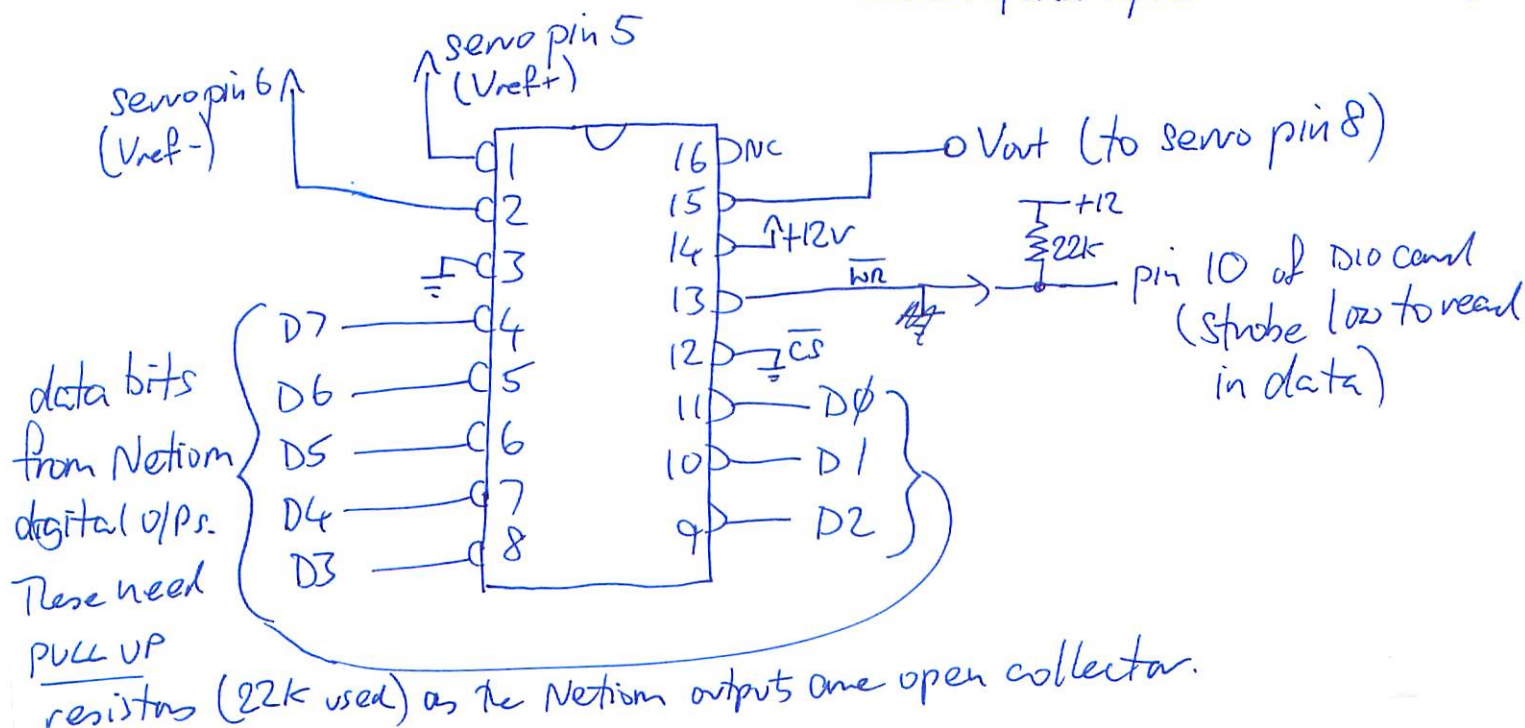 servo pin 5
(Vref+)
servo pin 6
(Vref-)
1
2
3
4
5
6
7
8
16 NC
15
14
13
12
11
10
9
Vout (to servo pin 8)
+12V
W̅R̅
+12
22k
pin 10 of DIO card
(strobe low to read
in data)
C̅S̅
D7
D6
D5
D4
D3
DØ
D1
D2
data bits
from Netiom
digital O/Ps.
These need
PULL UP
resistors (22k used) as the Netiom outputs are open collector.